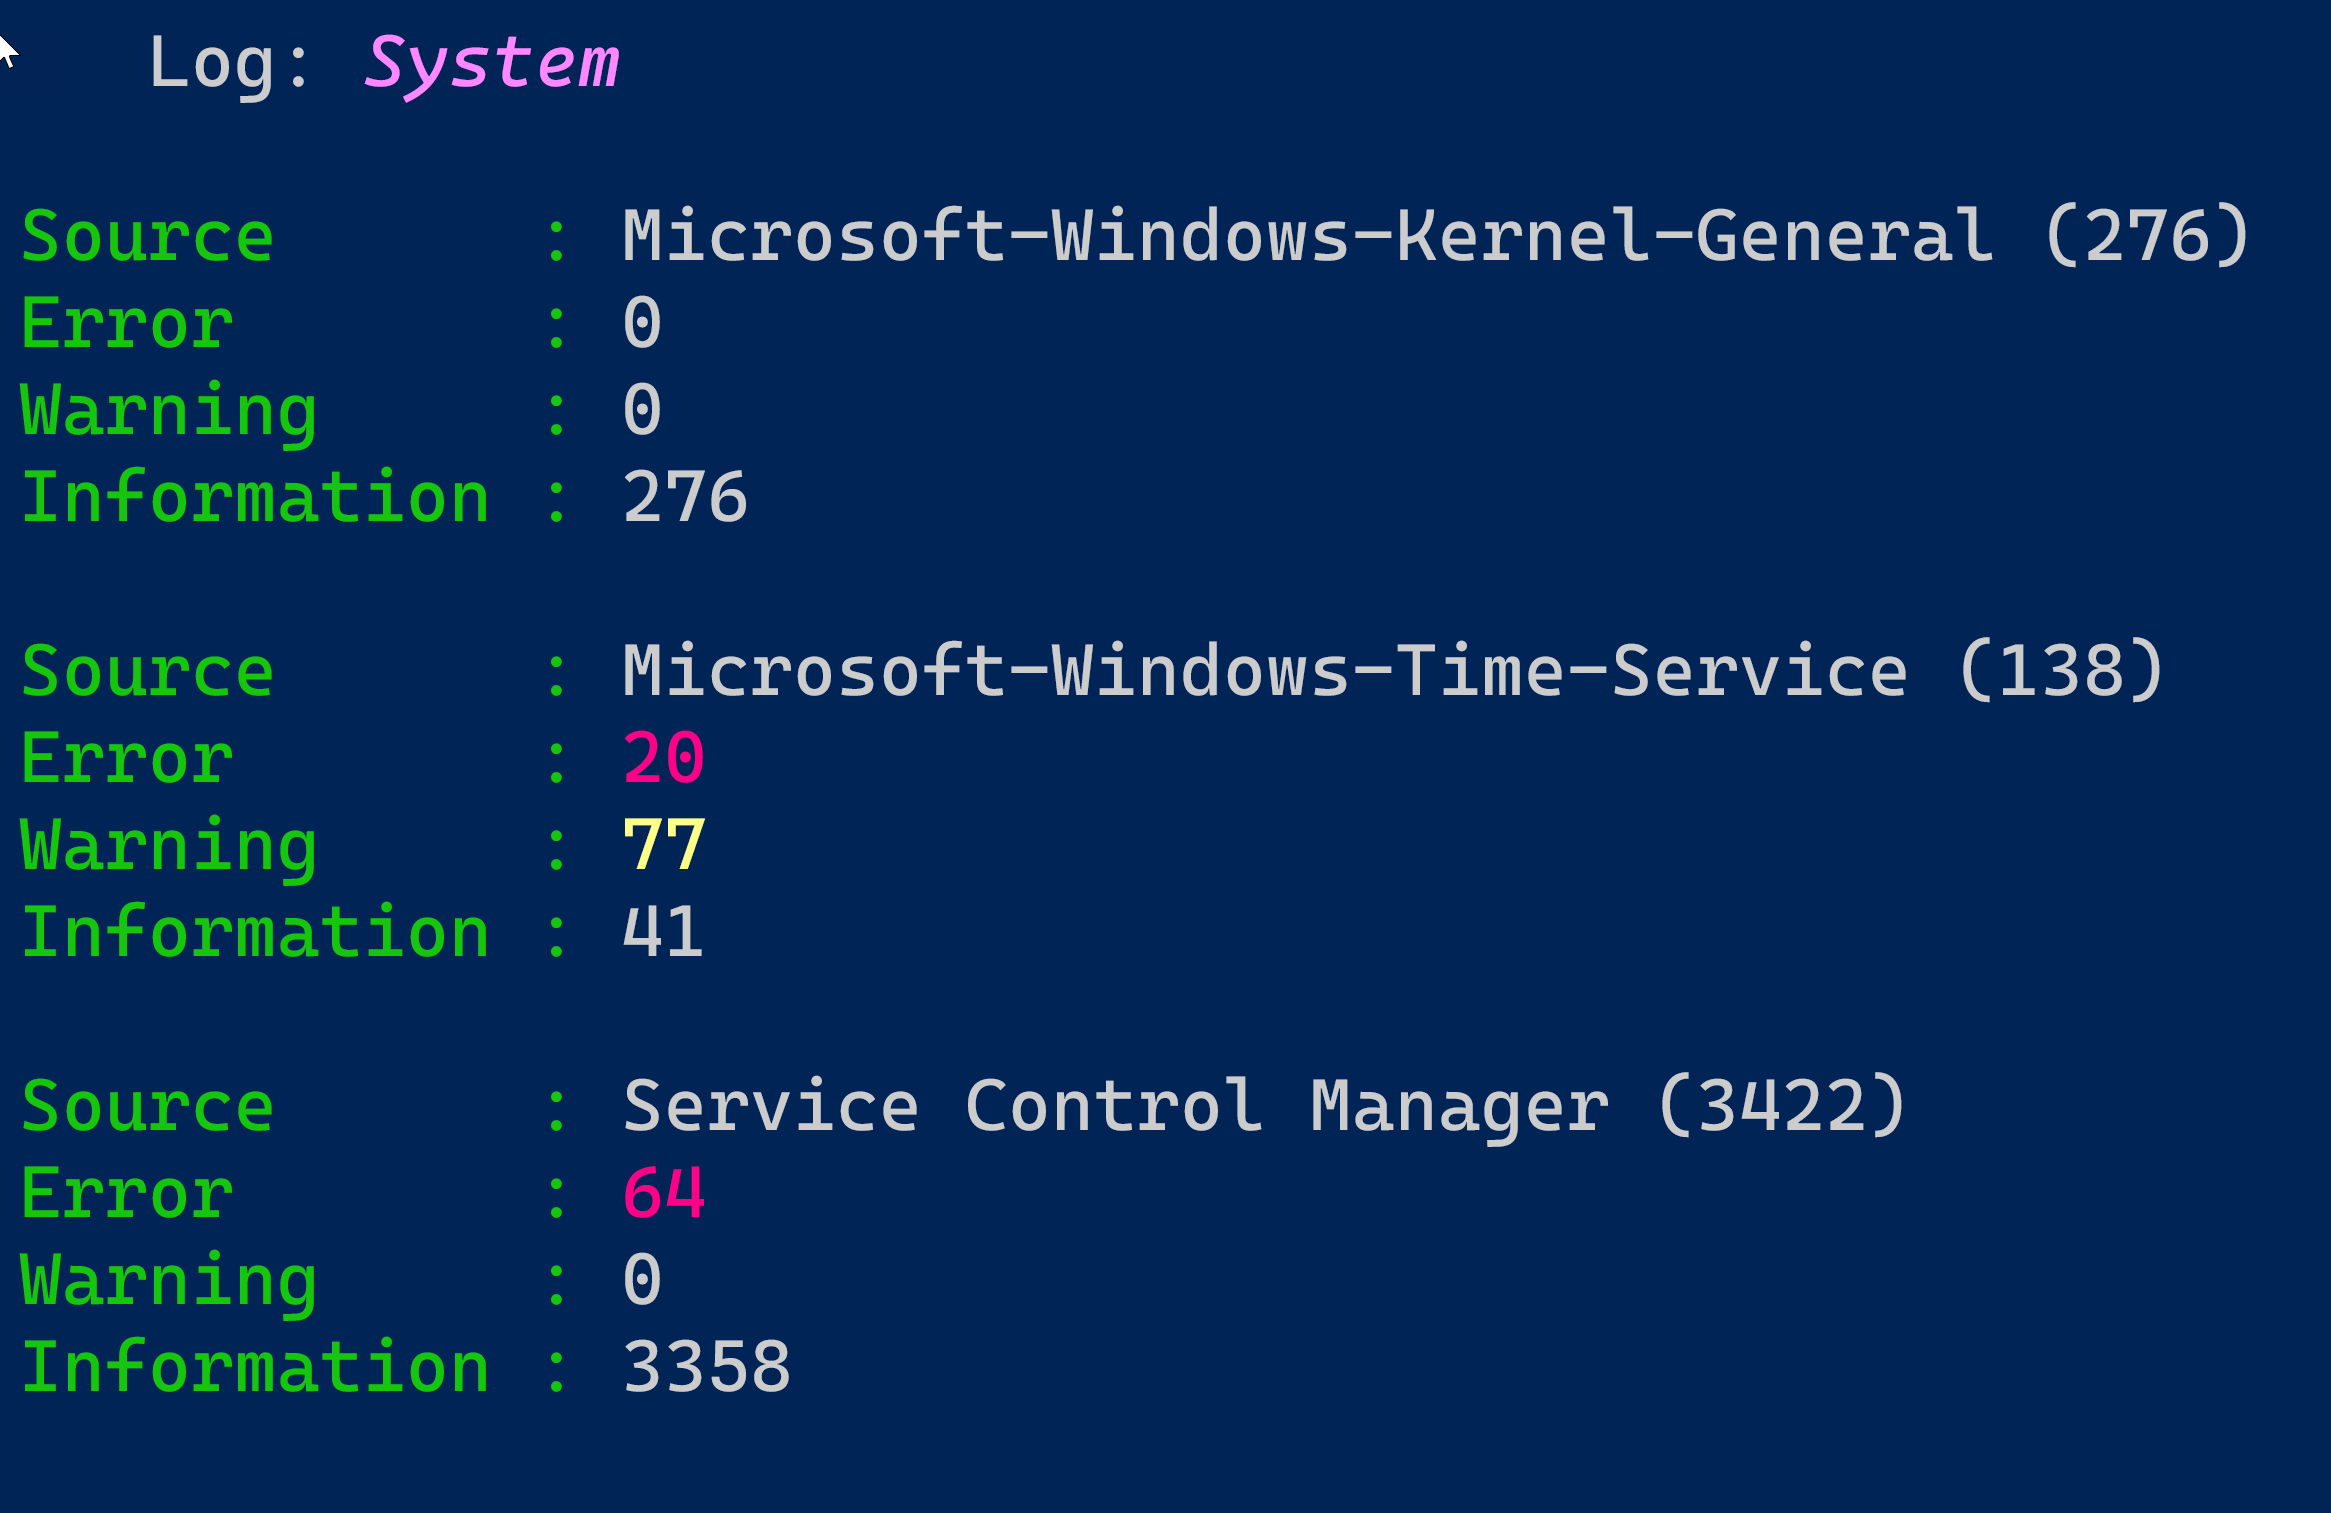 Log: System
Source      : Microsoft-Windows-Kernel-General (276)
Error       : 0
Warning     : 0
Information : 276
Source      : Microsoft-Windows-Time-Service (138)
Error       : 20
Warning     : 77
Information : 41
Source      : Service Control Manager (3422)
Error       : 64
Warning     : 0
Information : 3358